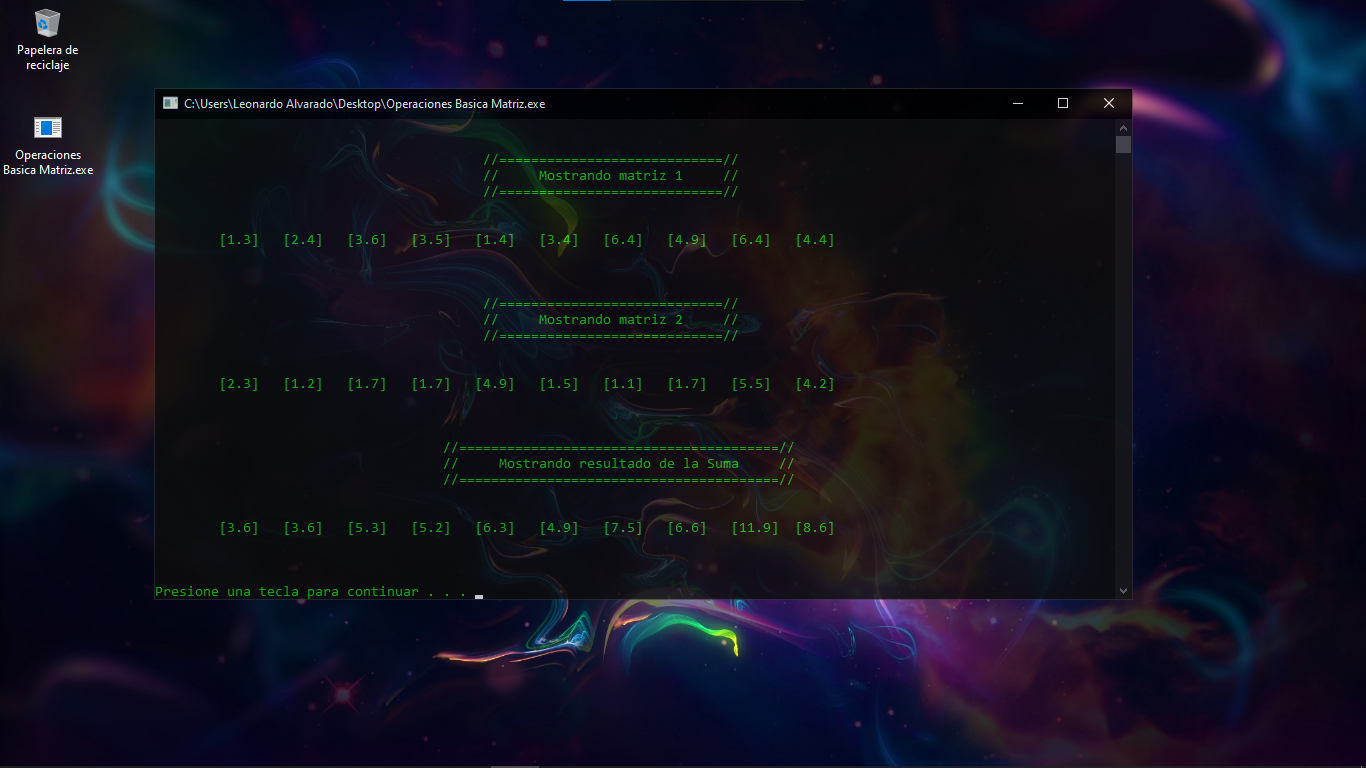 Papelera de
reciclaje
Operaciones
Basica Matriz.exe
C:\Users\Leonardo Alvarado\Desktop\Operaciones Basica Matriz.exe
//============================//
// Mostrando matriz 1 //
//============================//
[1.3] [2.4] [3.6] [3.5] [1.4] [3.4] [6.4] [4.9] [6.4] [4.4]
//============================//
// Mostrando matriz 2 //
//============================//
[2.3] [1.2] [1.7] [1.7] [4.9] [1.5] [1.1] [1.7] [5.5] [4.2]
//========================================//
// Mostrando resultado de la Suma //
//========================================//
[3.6] [3.6] [5.3] [5.2] [6.3] [4.9] [7.5] [6.6] [11.9] [8.6]
Presione una tecla para continuar . . .